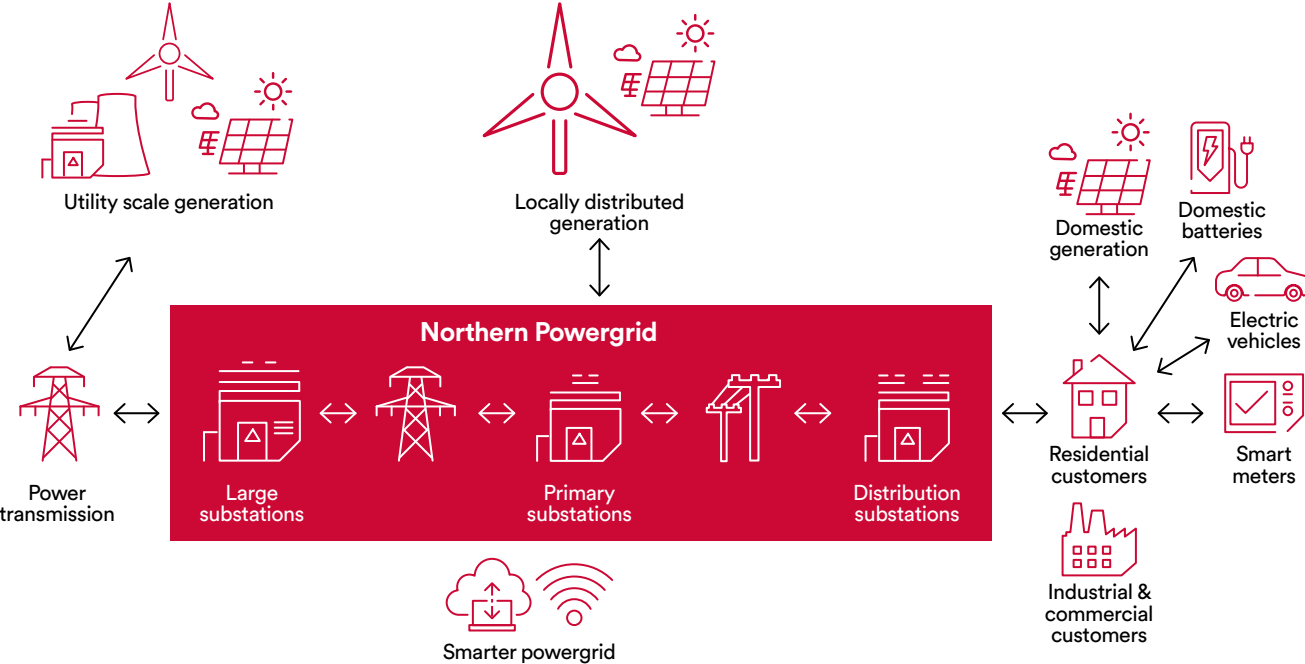 Utility scale generation
Locally distributed
generation
Domestic
generation
Domestic
batteries
Electric
vehicles
Northern Powergrid
Power
transmission
Large
substations
Primary
substations
Distribution
substations
Residential
customers
Smart
meters
Industrial &
commercial
customers
Smarter powergrid